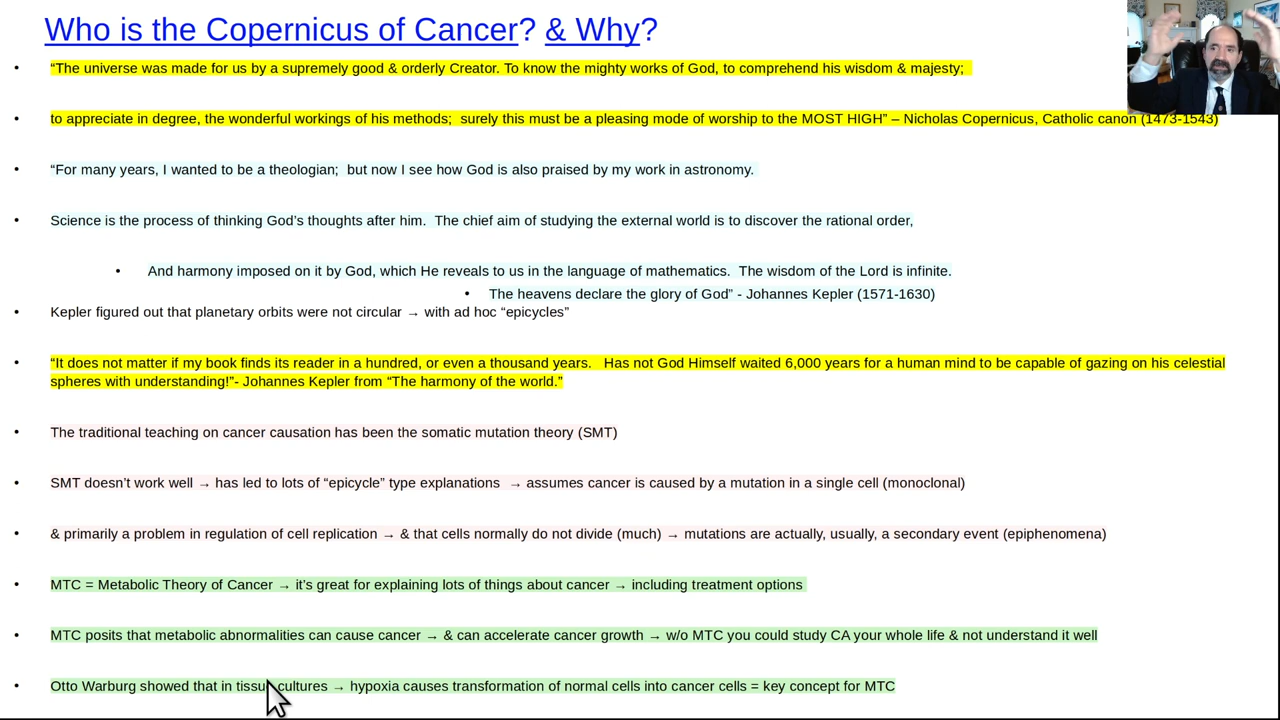 Who is the Copernicus of Cancer? & Why?
• “The universe was made for us by a supremely good & orderly Creator. To know the mighty works of God, to comprehend his wisdom & majesty;
• to appreciate in degree, the wonderful workings of his methods; surely this must be a pleasing mode of worship to the MOST HIGH” – Nicholas Copernicus, Catholic canon (1473-1543)
• “For many years, I wanted to be a theologian; but now I see how God is also praised by my work in astronomy.
• Science is the process of thinking God’s thoughts after him. The chief aim of studying the external world is to discover the rational order,
• And harmony imposed on it by God, which He reveals to us in the language of mathematics. The wisdom of the Lord is infinite.
• The heavens declare the glory of God” - Johannes Kepler (1571-1630)
• Kepler figured out that planetary orbits were not circular → with ad hoc “epicycles”
• “It does not matter if my book finds its reader in a hundred, or even a thousand years. Has not God Himself waited 6,000 years for a human mind to be capable of gazing on his celestial
spheres with understanding!”- Johannes Kepler from “The harmony of the world.”
• The traditional teaching on cancer causation has been the somatic mutation theory (SMT)
• SMT doesn’t work well → has led to lots of “epicycle” type explanations → assumes cancer is caused by a mutation in a single cell (monoclonal)
• & primarily a problem in regulation of cell replication → & that cells normally do not divide (much) → mutations are actually, usually, a secondary event (epiphenomena)
• MTC = Metabolic Theory of Cancer → it’s great for explaining lots of things about cancer → including treatment options
• MTC posits that metabolic abnormalities can cause cancer → & can accelerate cancer growth → w/o MTC you could study CA your whole life & not understand it well
• Otto Warburg showed that in tissue cultures → hypoxia causes transformation of normal cells into cancer cells = key concept for MTC